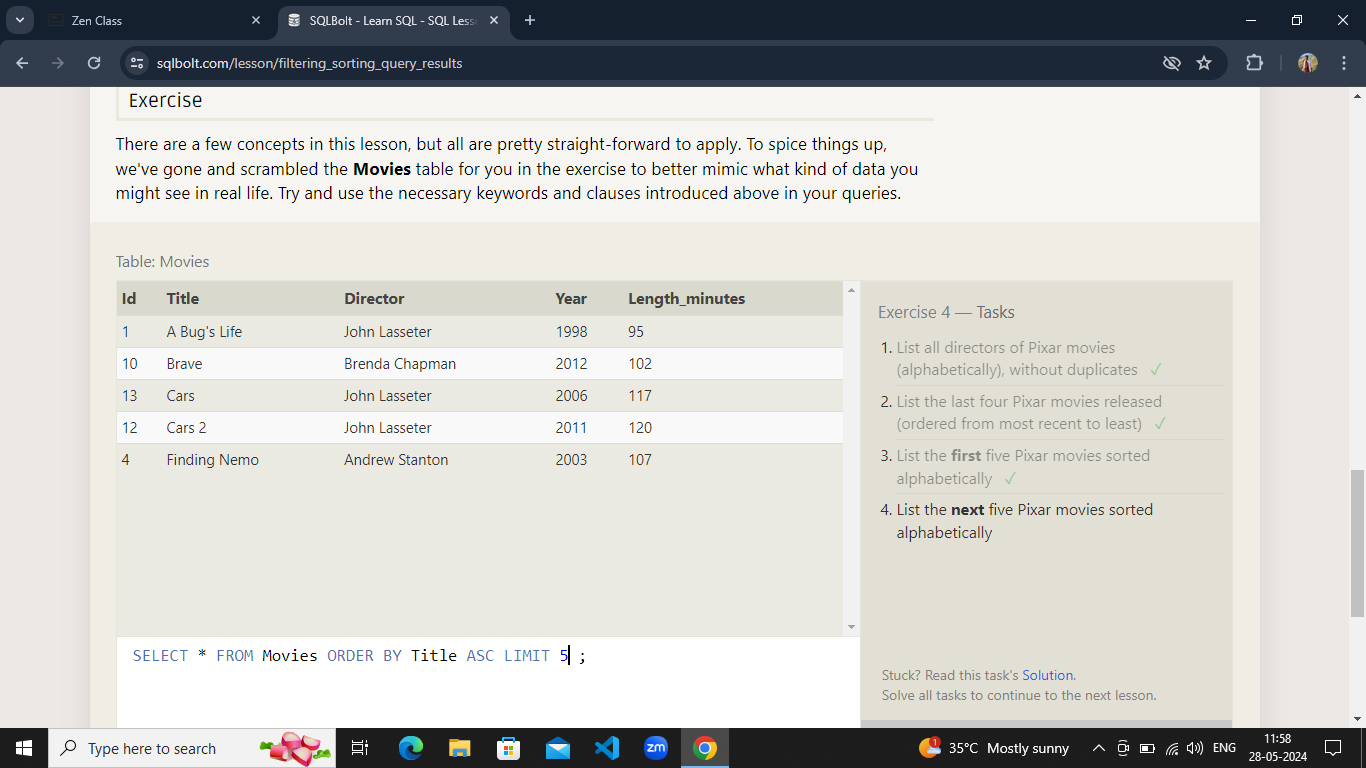 Zen Class
SQLBolt - Learn SQL - SQL Less
sqlbolt.com/lesson/filtering_sorting_query_results
Exercise
There are a few concepts in this lesson, but all are pretty straight-forward to apply. To spice things up,
we've gone and scrambled the Movies table for you in the exercise to better mimic what kind of data you
might see in real life. Try and use the necessary keywords and clauses introduced above in your queries.
Table: Movies
Id Title Director Year Length_minutes
1 A Bug's Life John Lasseter 1998 95
10 Brave Brenda Chapman 2012 102
13 Cars John Lasseter 2006 117
12 Cars 2 John Lasseter 2011 120
4 Finding Nemo Andrew Stanton 2003 107
SELECT * FROM Movies ORDER BY Title ASC LIMIT 5 ;
Exercise 4 — Tasks
1. List all directors of Pixar movies
(alphabetically), without duplicates ✓
2. List the last four Pixar movies released
(ordered from most recent to least) ✓
3. List the first five Pixar movies sorted
alphabetically ✓
4. List the next five Pixar movies sorted
alphabetically
Stuck? Read this task's Solution.
Solve all tasks to continue to the next lesson.
Type here to search
zm
1
35°C Mostly sunny
ENG
11:58
28-05-2024